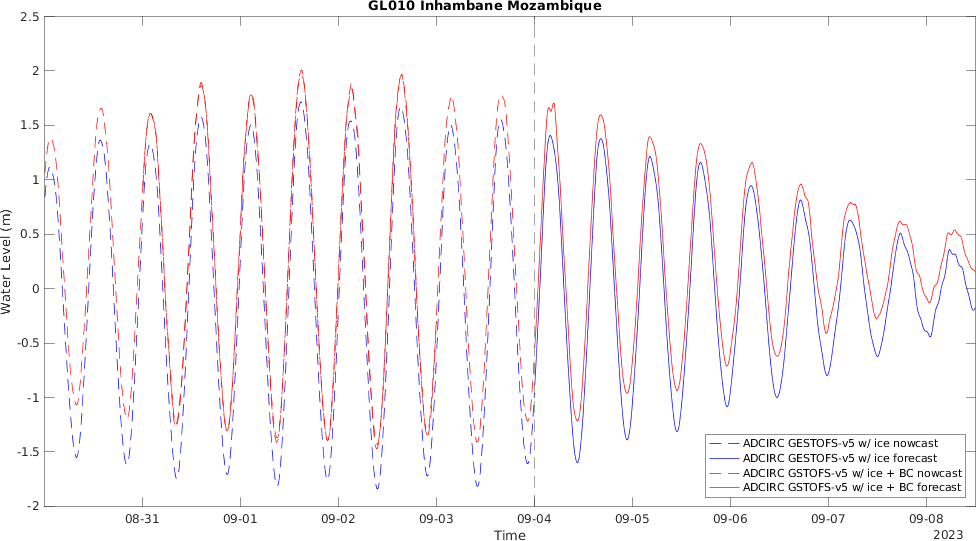 GL010 Inhambane Mozambique
2.5
2
1.5
1
0.5
0
-0.5
-1
-1.5
-2
Water Level (m)
08-31
09-01
09-02
09-03
09-04
09-05
09-06
09-07
09-08
Time
2023
ADCIRC GESTOFS-v5 w/ ice nowcast
ADCIRC GESTOFS-v5 w/ ice forecast
ADCIRC GSTOFS-v5 w/ ice + BC nowcast
ADCIRC GSTOFS-v5 w/ ice + BC forecast